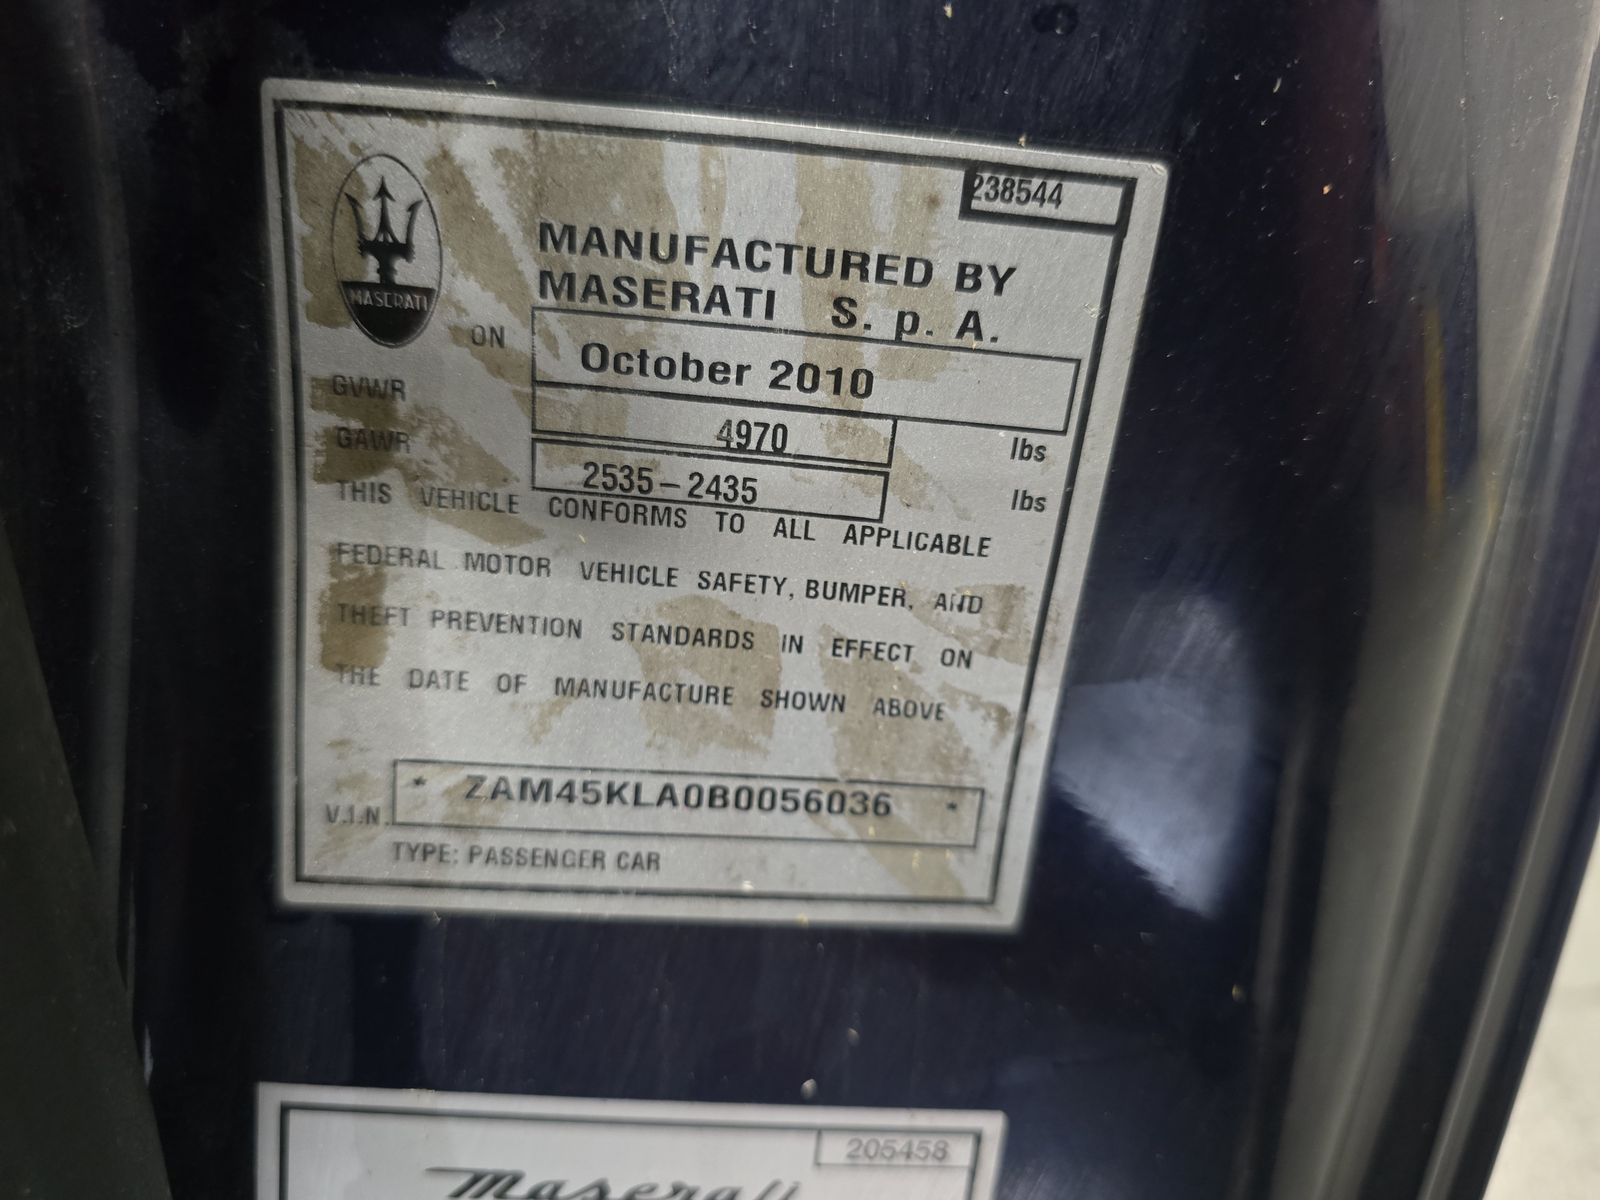 238544
MASERATI
MANUFACTURED BY
MASERATI S. p. A.
ON October 2010
GVWR 4970 lbs
GAWR 2535-2435 lbs
THIS VEHICLE CONFORMS TO ALL APPLICABLE
FEDERAL MOTOR VEHICLE SAFETY, BUMPER, AND
THEFT PREVENTION STANDARDS IN EFFECT ON
THE DATE OF MANUFACTURE SHOWN ABOVE
V.I.N. * ZAM45KLA0B0056036 *
TYPE: PASSENGER CAR
205458
Maserati